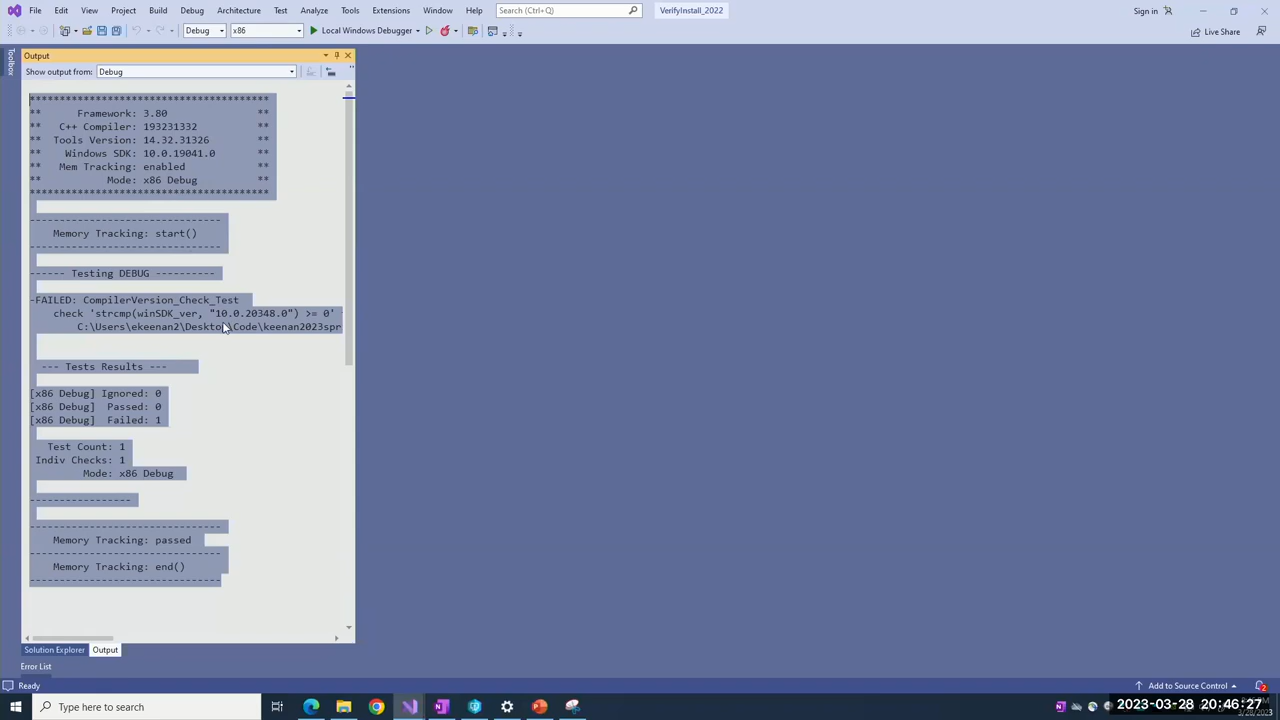 File Edit View Project Build Debug Architecture Test Analyze Tools Extensions Window Help Search (Ctrl+Q) VerifyInstall_2022 Sign in
Debug x86 Local Windows Debugger Live Share
Toolbox
Output
Show output from: Debug
****************************************
** Framework: 3.80 **
** C++ Compiler: 193231332 **
** Tools Version: 14.32.31326 **
** Windows SDK: 10.0.19041.0 **
** Mem Tracking: enabled **
** Mode: x86 Debug **
****************************************
--------------------------------
Memory Tracking: start()
--------------------------------
------ Testing DEBUG ----------
-FAILED: CompilerVersion_Check_Test
check 'strcmp(winSDK_ver, "10.0.20348.0") >= 0'
C:\Users\ekeenan2\Desktop\Code\keenan2023spr
--- Tests Results ---
[x86 Debug] Ignored: 0
[x86 Debug] Passed: 0
[x86 Debug] Failed: 1
Test Count: 1
Indiv Checks: 1
Mode: x86 Debug
-----------------
--------------------------------
Memory Tracking: passed
--------------------------------
Memory Tracking: end()
--------------------------------
Solution Explorer Output
Error List
Ready Add to Source Control 2
Type here to search
2023-03-28 20:46:27